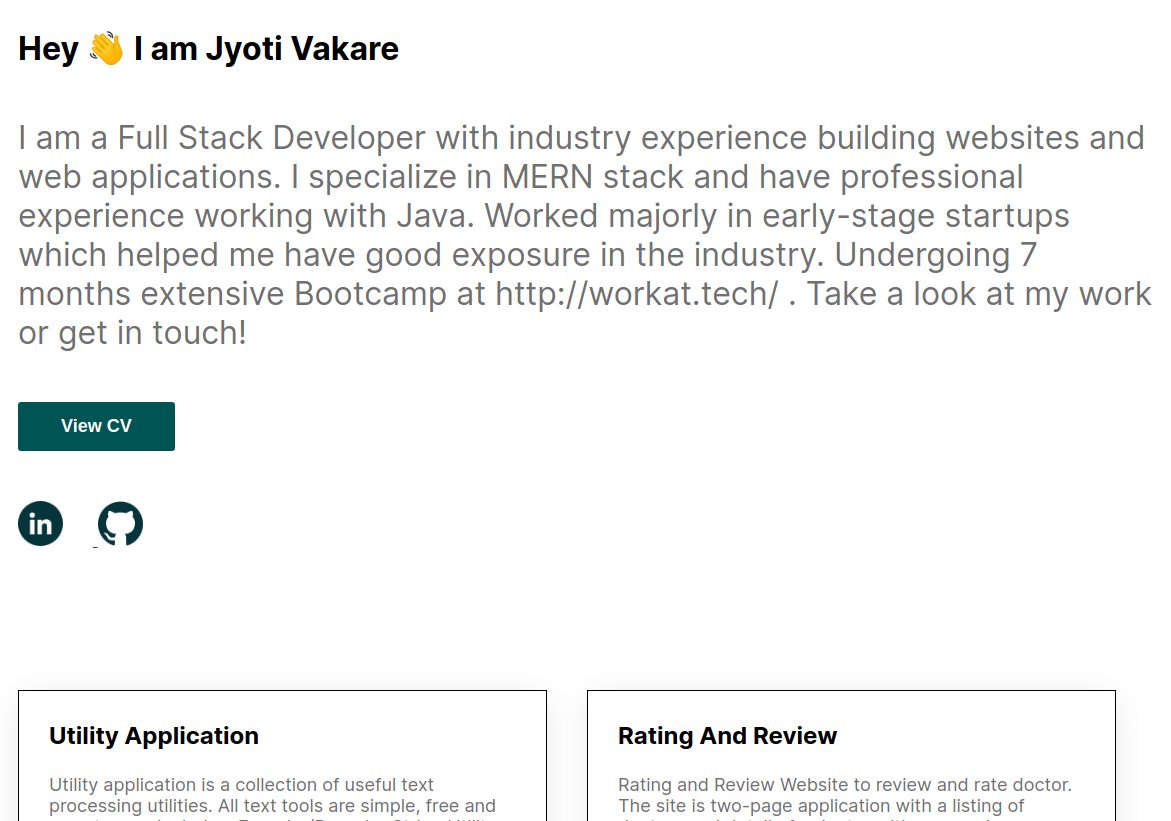 Hey 👋 I am Jyoti Vakare
I am a Full Stack Developer with industry experience building websites and
web applications. I specialize in MERN stack and have professional
experience working with Java. Worked majorly in early-stage startups
which helped me have good exposure in the industry. Undergoing 7
months extensive Bootcamp at http://workat.tech/ . Take a look at my work
or get in touch!
View CV
in
Utility Application
Utility application is a collection of useful text
processing utilities. All text tools are simple, free and
Rating And Review
Rating and Review Website to review and rate doctor.
The site is two-page application with a listing of